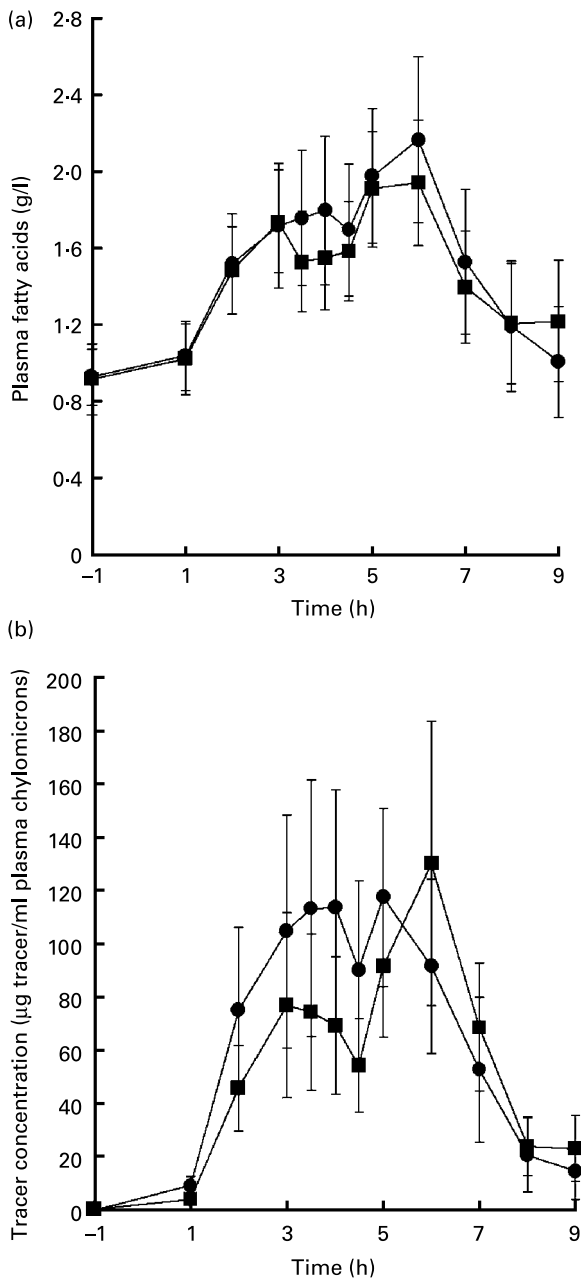 (a)
2·8
2·4
2·0
1·6
1·2
0·8
0·4
0
Plasma fatty acids (g/l)
–1 1 3 5 7 9
Time (h)
(b)
200
180
160
140
120
100
80
60
40
20
0
Tracer concentration (μg tracer/ml plasma chylomicrons)
–1 1 3 5 7 9
Time (h)